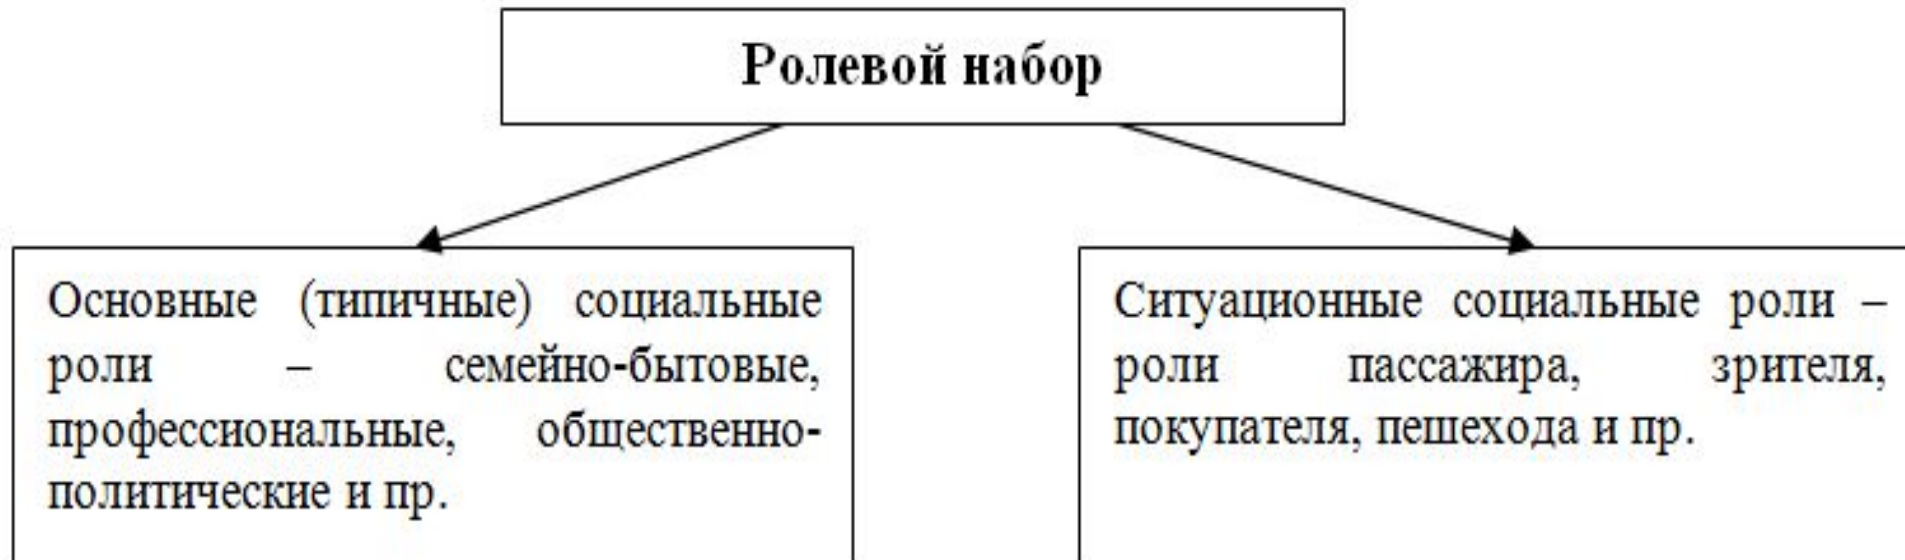 Ролевой набор
Основные (типичные) социальные
роли – семейно-бытовые,
профессиональные, общественно-
политические и пр.
Ситуационные социальные роли –
роли пассажира, зрителя,
покупателя, пешехода и пр.